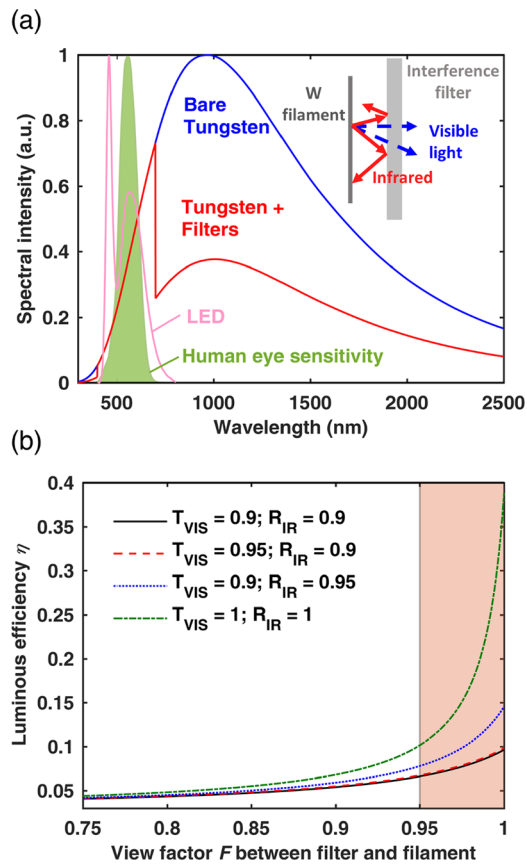 (a)
1
0.8
0.6
0.4
0.2
0
Spectral intensity (a.u.)
Bare
Tungsten
W
filament
Interference
filter
Visible
light
Infrared
Tungsten +
Filters
LED
Human eye sensitivity
500
1000
1500
2000
2500
Wavelength (nm)
(b)
0.4
0.3
0.2
0.15
0.1
0.05
Luminous efficiency η
T_VIS = 0.9; R_IR = 0.9
T_VIS = 0.95; R_IR = 0.9
T_VIS = 0.9; R_IR = 0.95
T_VIS = 1; R_IR = 1
0.75
0.8
0.85
0.9
0.95
1
View factor F between filter and filament